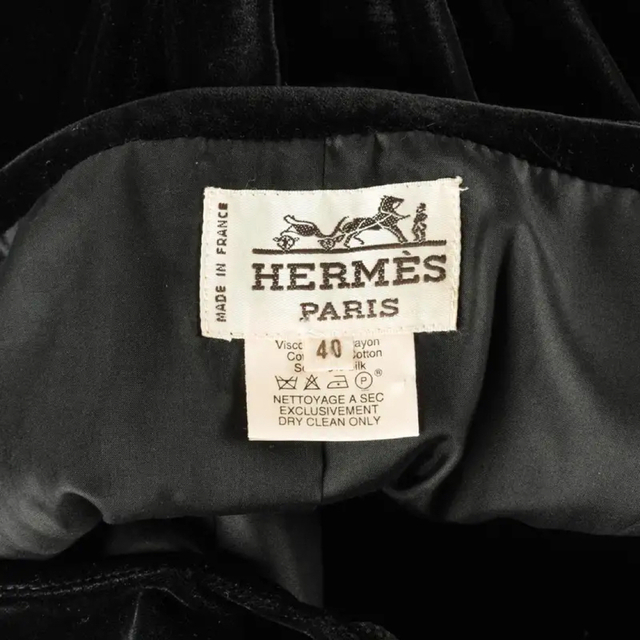 MADE IN FRANCE
HERMÈS
PARIS
40
NETTOYAGE A SEC
EXCLUSIVEMENT
DRY CLEAN ONLY
P
®